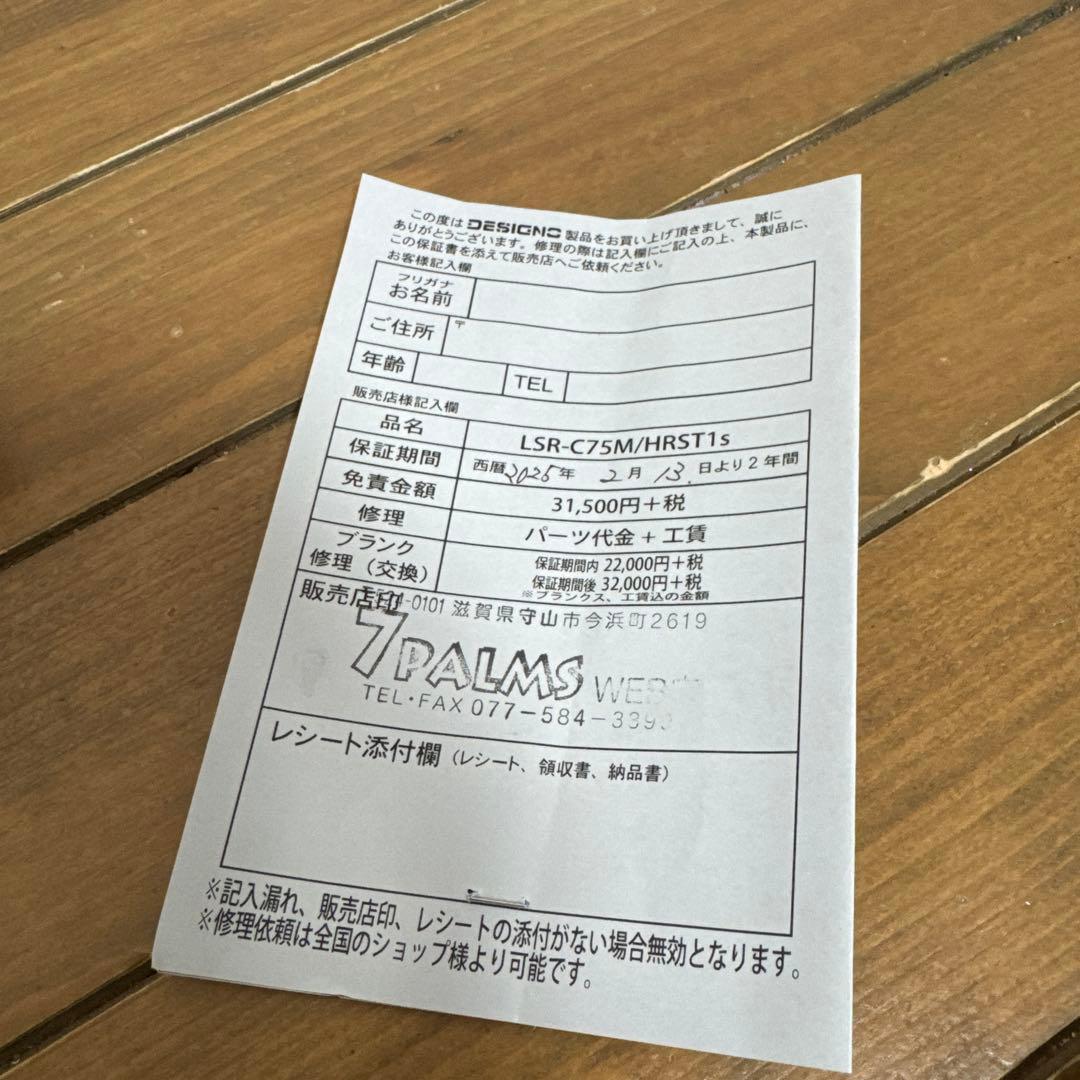 この度は DESIGNO 製品をお買い上げ頂きまして、誠に
ありがとうございます。修理の際は記入欄にご記入の上、本製品に、
この保証書を添えて販売店へご依頼ください。
お客様記入欄
フリガナ
お名前
ご住所 〒
年齢 TEL
販売店様記入欄
品名 LSR-C75M/HRST1s
保証期間 西暦2025年 2月 13.日より2年間
免責金額 31,500円+税
修理 パーツ代金+工賃
ブランク
修理(交換)
保証期間内 22,000円+税
保証期間後 32,000円+税
※ブランクス、工賃込の金額
販売店印
-0101 滋賀県守山市今浜町2619
7PALMS WEB
TEL・FAX 077-584-339
レシート添付欄(レシート、領収書、納品書)
※記入漏れ、販売店印、レシートの添付がない場合無効となります。
※修理依頼は全国のショップ様より可能です。